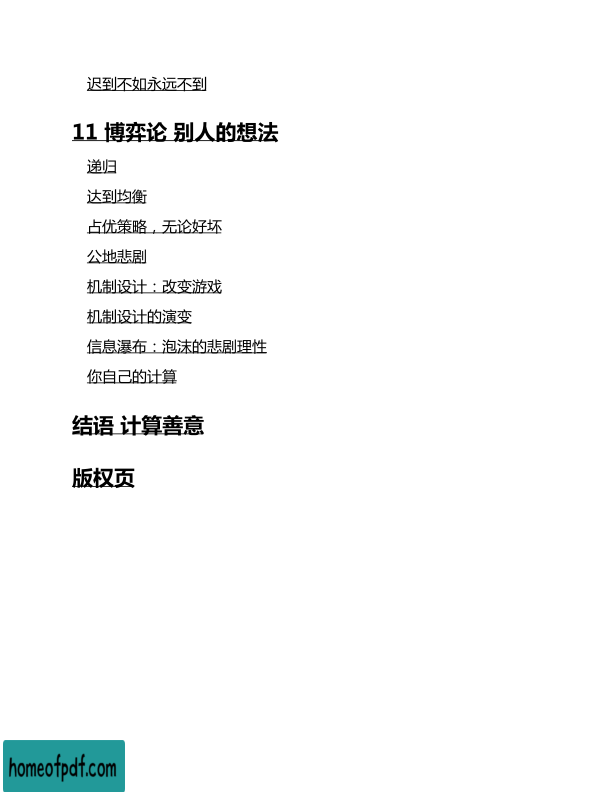 迟到不如永远不到
11 博弈论 别人的想法
递归
达到均衡
占优策略，无论好坏
公地悲剧
机制设计：改变游戏
机制设计的演变
信息瀑布：泡沫的悲剧理性
你自己的计算
结语 计算善意
版权页
homeofpdf.com